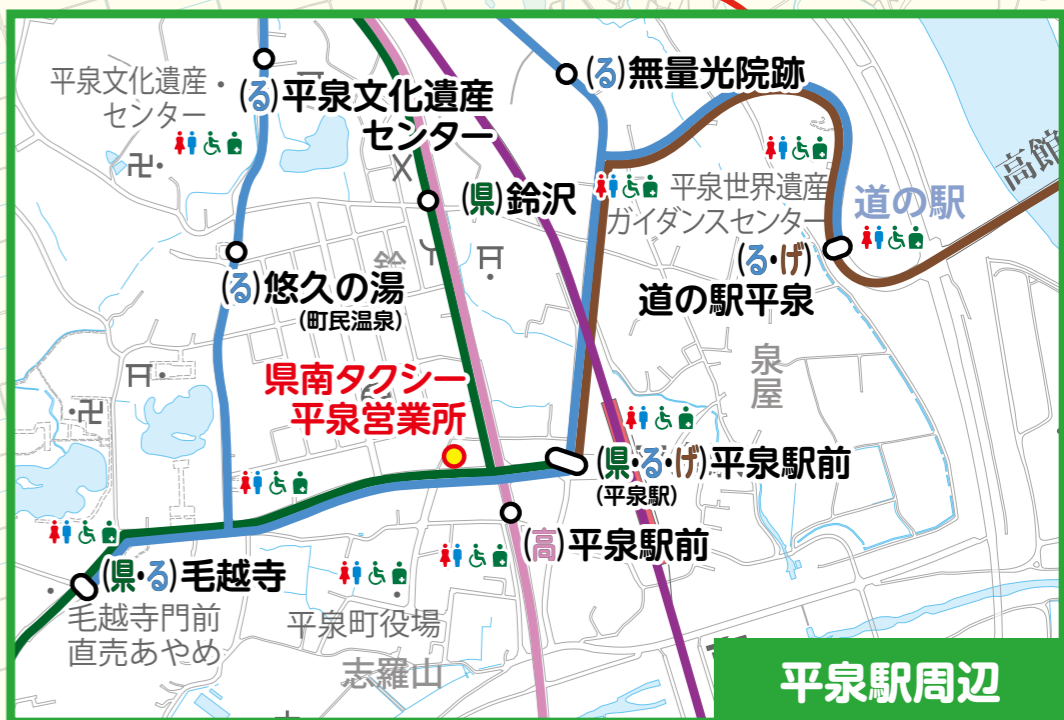 平泉文化遺産・
センター
(る)平泉文化遺産
センター
(る)無量光院跡
(県)鈴沢
平泉世界遺産
ガイダンスセンター
道の駅
高館
(る・げ)
道の駅平泉
鈴
(る)悠久の湯
(町民温泉)
泉
屋
県南タクシー
平泉営業所
(県・る・げ)平泉駅前
(平泉駅)
(高)平泉駅前
(県・る)毛越寺
毛越寺門前
直売あやめ
平泉町役場
志羅山
平泉駅周辺